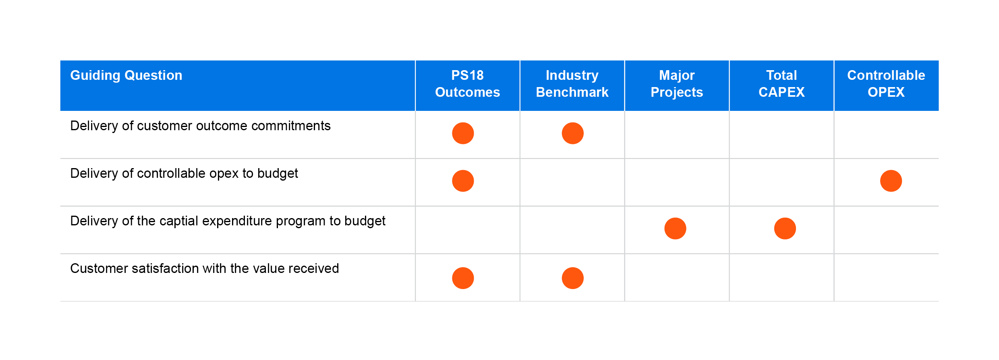 Guiding Question
PS18
Outcomes
Industry
Benchmark
Major
Projects
Total
CAPEX
Controllable
OPEX
Delivery of customer outcome commitments
Delivery of controllable opex to budget
Delivery of the captial expenditure program to budget
Customer satisfaction with the value received